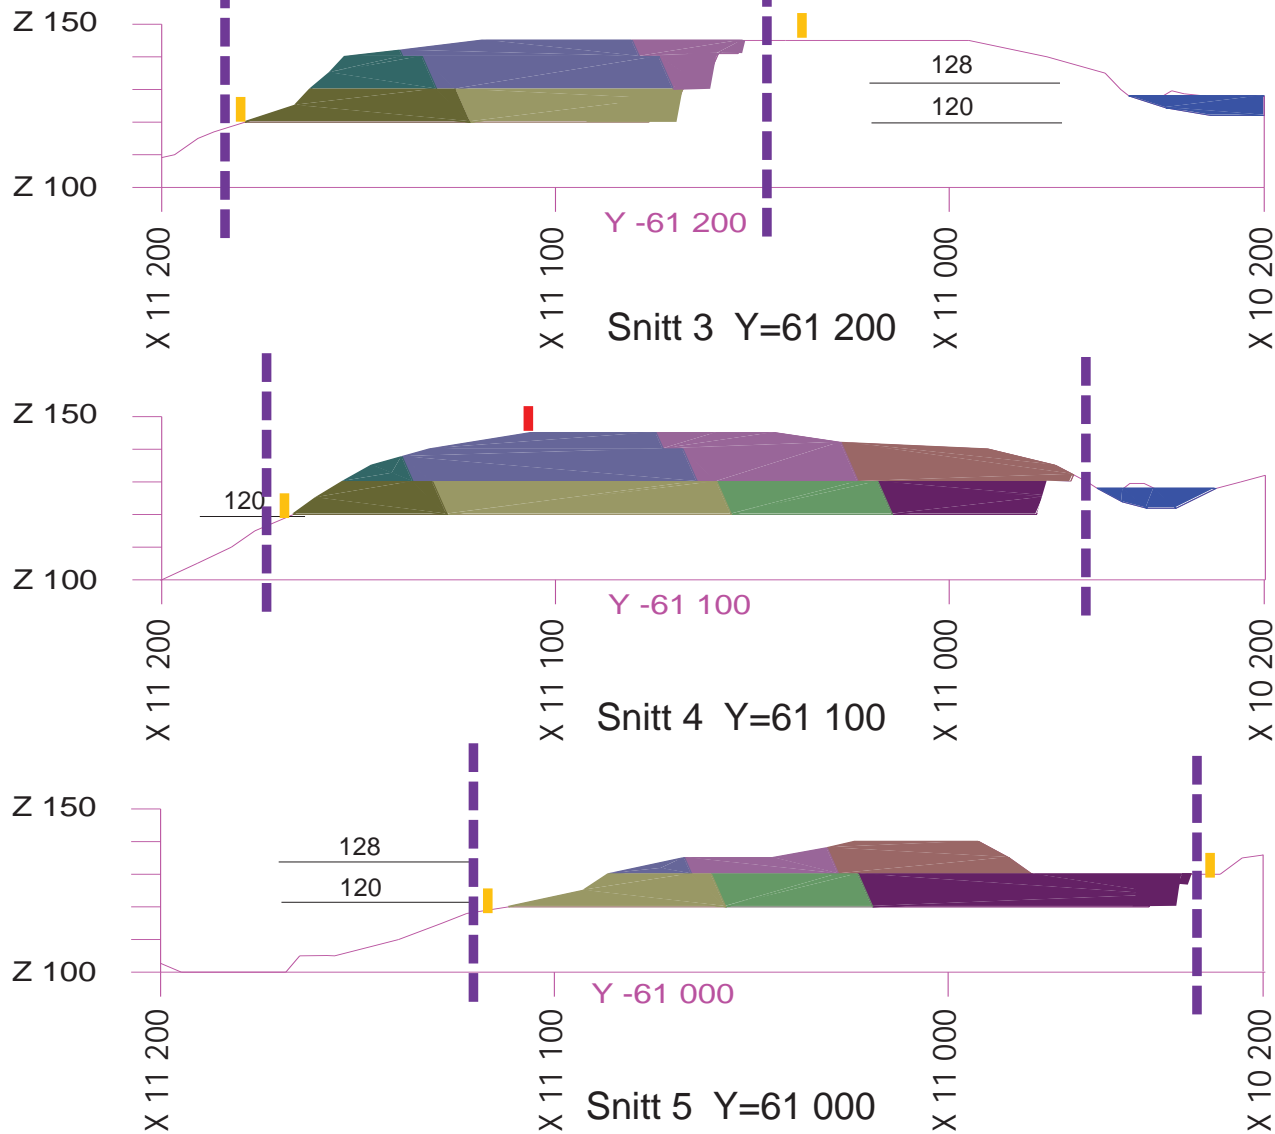 Z 150
128
120
Z 100
Y -61 200
X 11 200
X 11 100
X 11 000
X 10 200
Snitt 3 Y=61 200
Z 150
120
Z 100
Y -61 100
X 11 200
X 11 100
X 11 000
X 10 200
Snitt 4 Y=61 100
Z 150
128
120
Z 100
Y -61 000
X 11 200
X 11 100
X 11 000
X 10 200
Snitt 5 Y=61 000